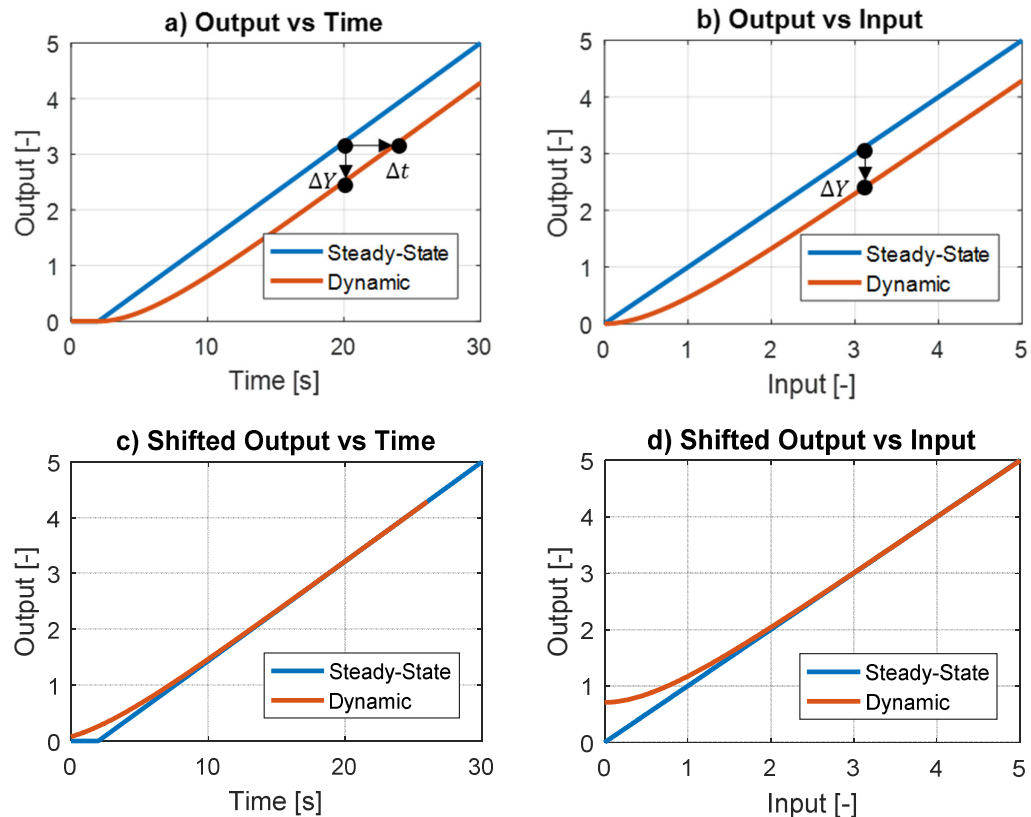 a) Output vs Time
5
4
3
2
1
0
0 10 20 30
Output [-]
Time [s]
ΔY
Δt
Steady-State
Dynamic
b) Output vs Input
5
4
3
2
1
0
0 1 2 3 4 5
Output [-]
Input [-]
ΔY
Steady-State
Dynamic
c) Shifted Output vs Time
5
4
3
2
1
0
0 10 20 30
Output [-]
Time [s]
Steady-State
Dynamic
d) Shifted Output vs Input
5
4
3
2
1
0
0 1 2 3 4 5
Output [-]
Input [-]
Steady-State
Dynamic